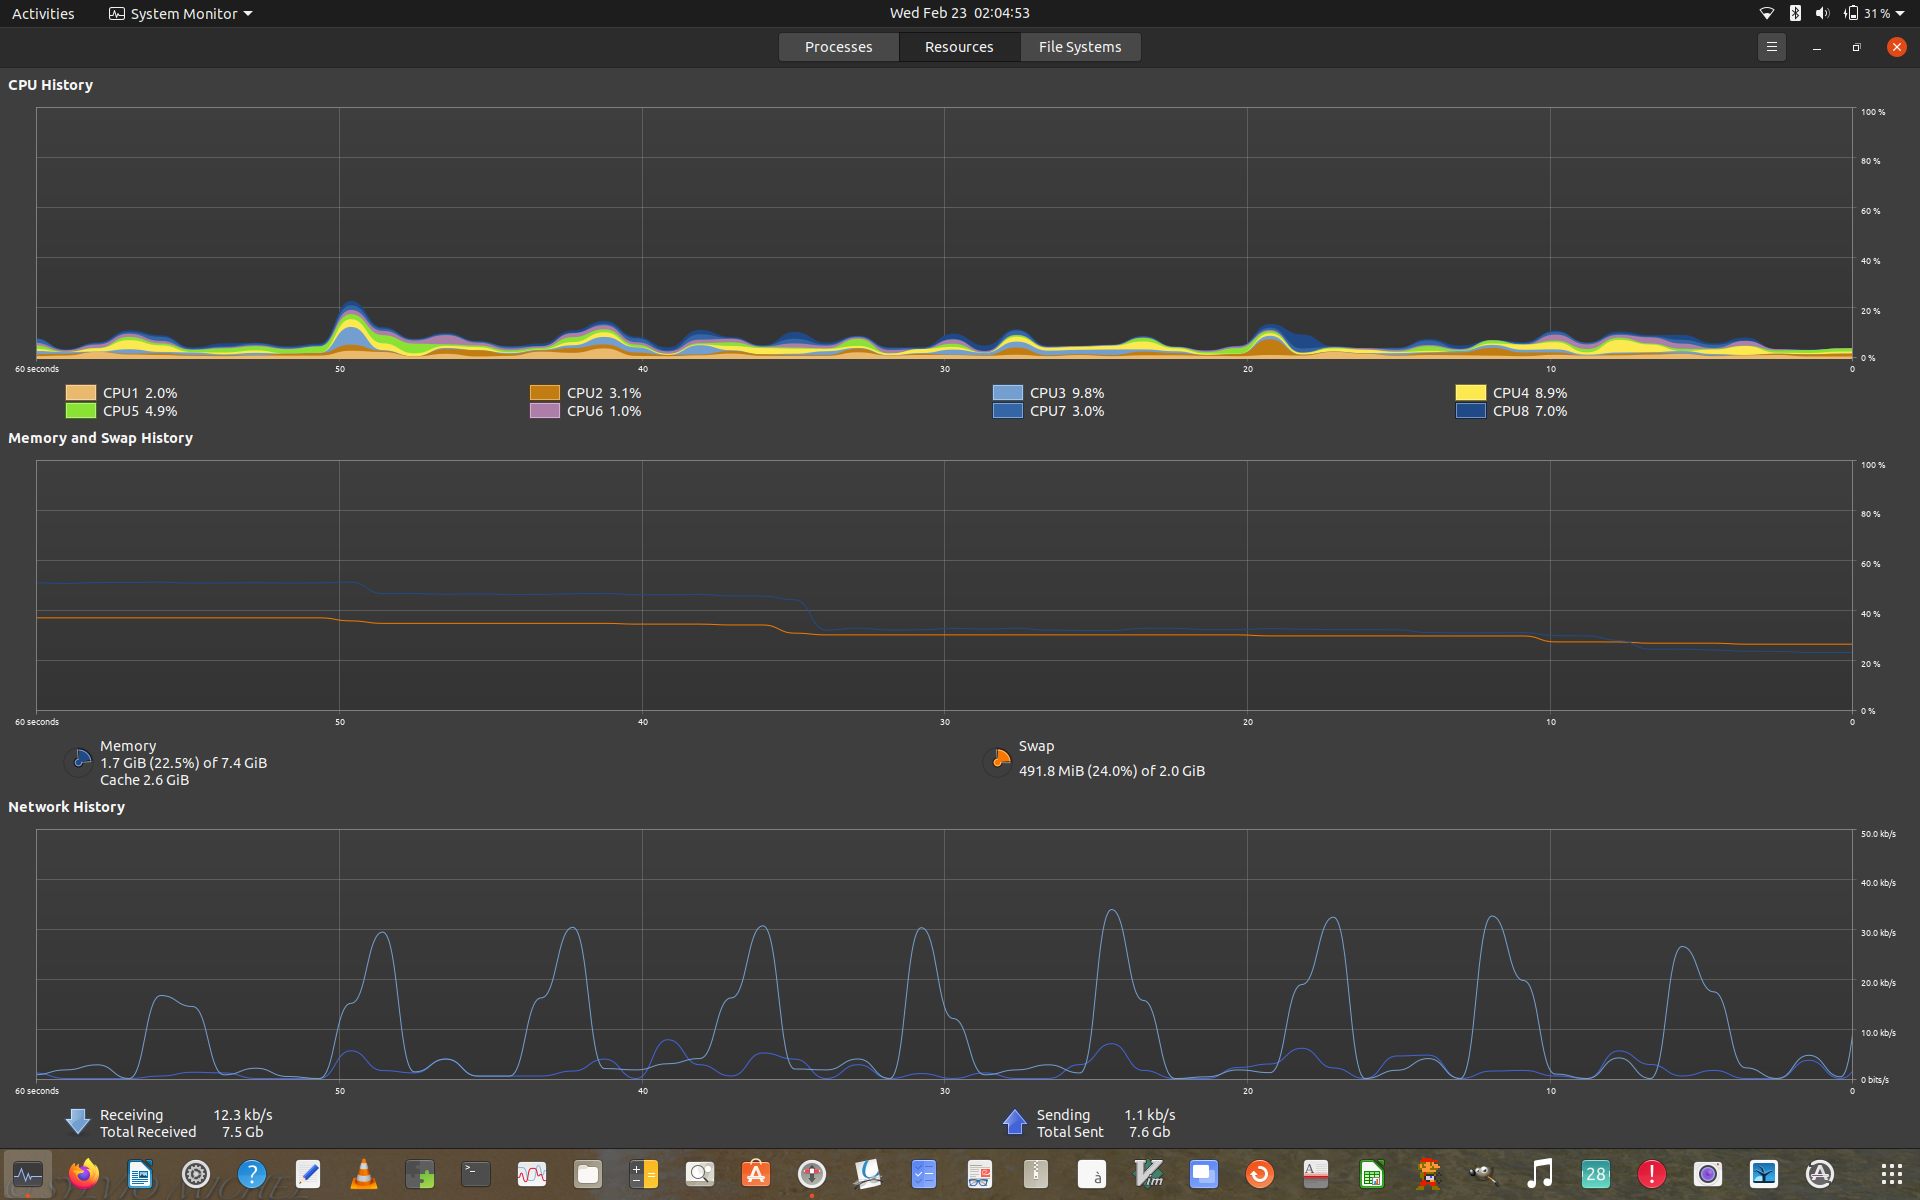 Activities System Monitor Wed Feb 23 02:04:53 31 %
Processes Resources File Systems
CPU History
100 %
80 %
60 %
40 %
20 %
0 %
60 seconds 50 40 30 20 10 0
CPU1 2.0% CPU2 3.1% CPU3 9.8% CPU4 8.9%
CPU5 4.9% CPU6 1.0% CPU7 3.0% CPU8 7.0%
Memory and Swap History
100 %
80 %
60 %
40 %
20 %
0 %
60 seconds 50 40 30 20 10 0
Memory Swap
1.7 GiB (22.5%) of 7.4 GiB 491.8 MiB (24.0%) of 2.0 GiB
Cache 2.6 GiB
Network History
50.0 kb/s
40.0 kb/s
30.0 kb/s
20.0 kb/s
10.0 kb/s
0 bits/s
60 seconds 50 40 30 20 10 0
Receiving 12.3 kb/s Sending 1.1 kb/s
Total Received 7.5 Gb Total Sent 7.6 Gb
? >_ A à Vim A 28 !